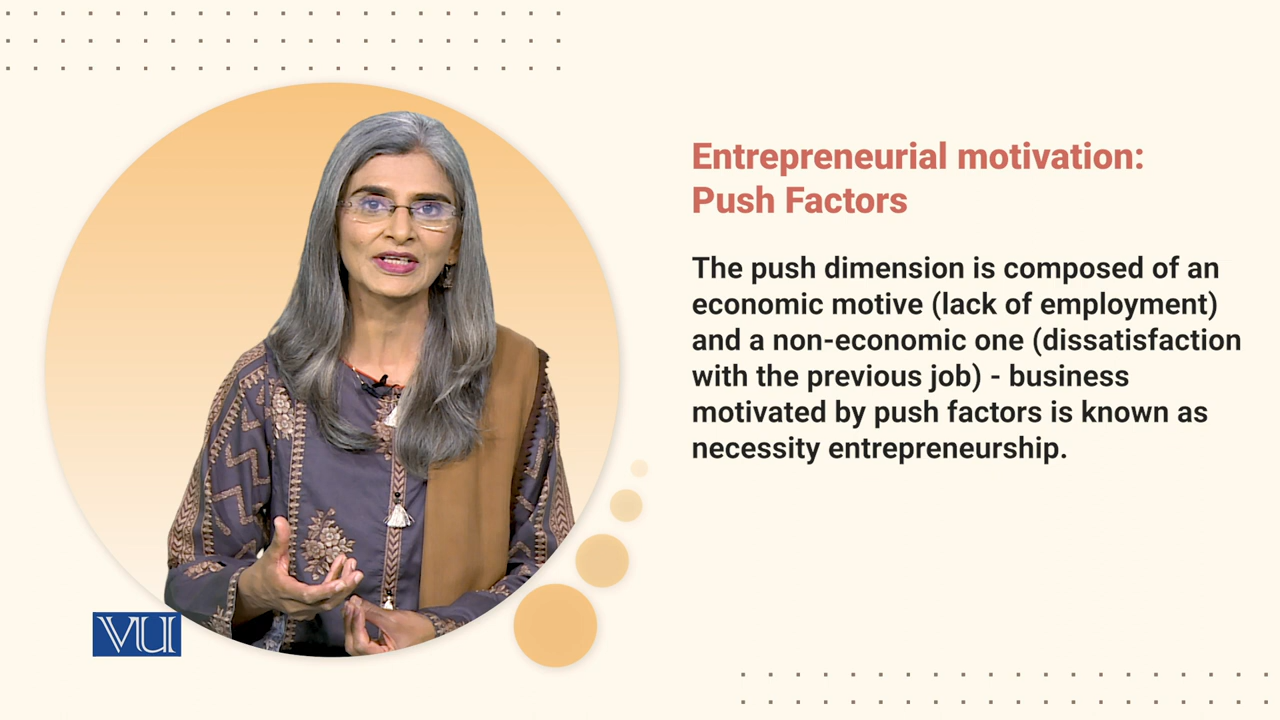 Entrepreneurial motivation:
Push Factors
The push dimension is composed of an
economic motive (lack of employment)
and a non-economic one (dissatisfaction
with the previous job) - business
motivated by push factors is known as
necessity entrepreneurship.
VU